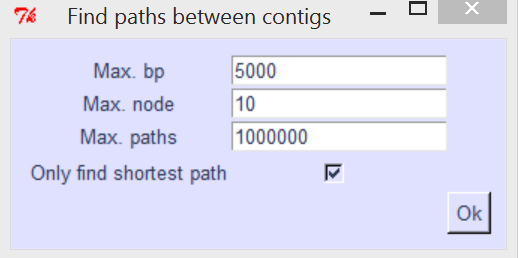 Find paths between contigs
Max. bp 5000
Max. node 10
Max. paths 1000000
Only find shortest path
Ok